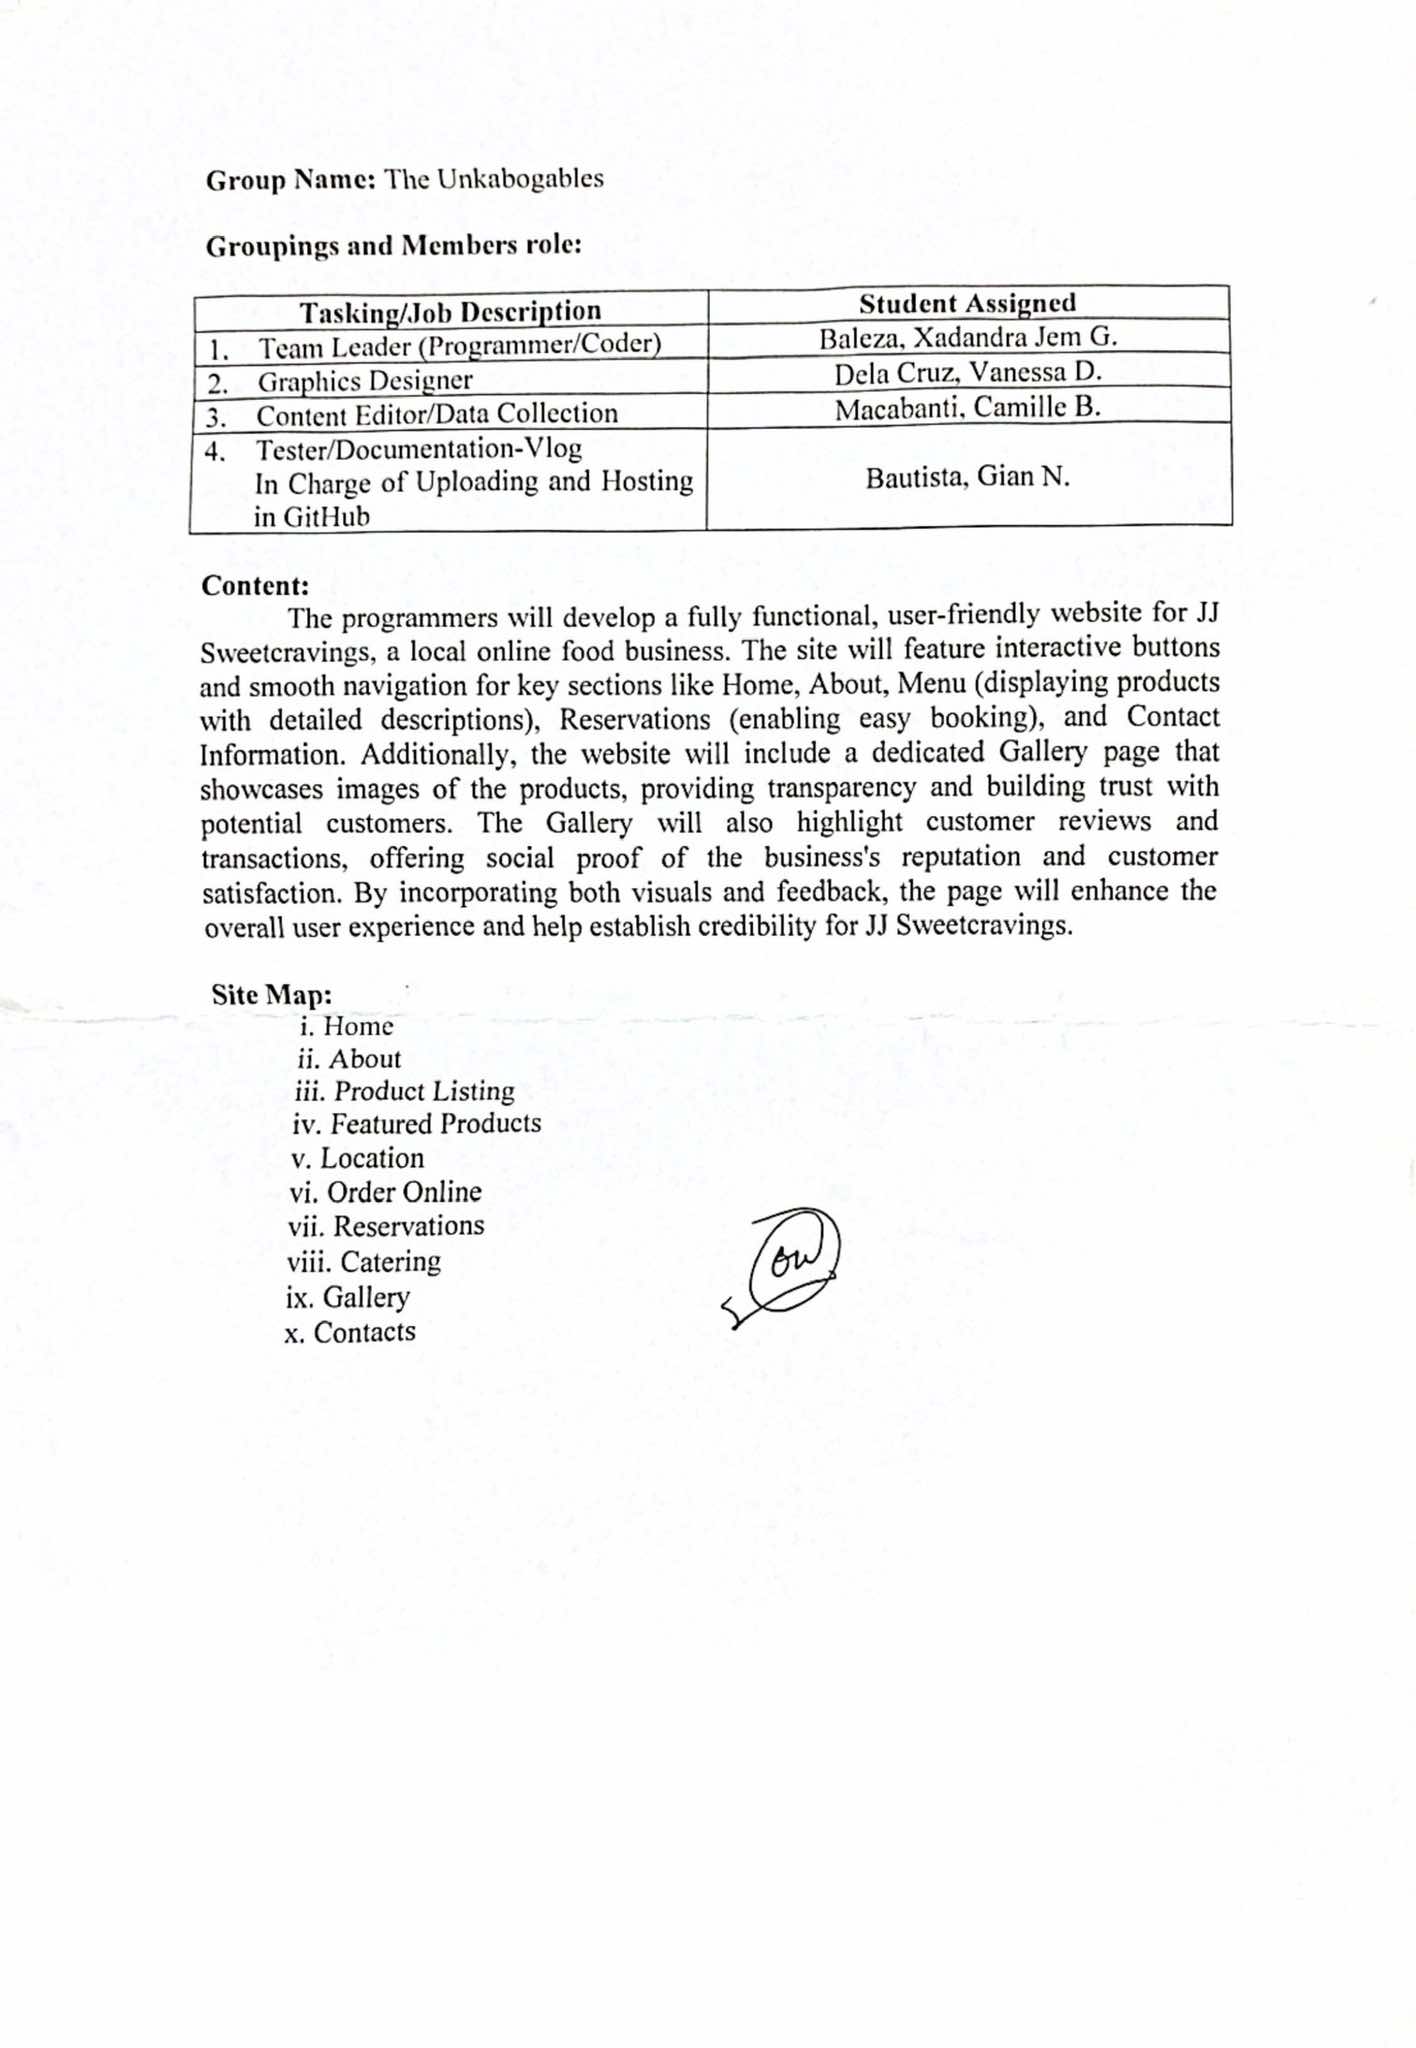 Group Name: The Unkabogables
Groupings and Members role:
Tasking/Job Description Student Assigned
1. Team Leader (Programmer/Coder) Baleza, Xadandra Jem G.
2. Graphics Designer Dela Cruz, Vanessa D.
3. Content Editor/Data Collection Macabanti, Camille B.
4. Tester/Documentation-Vlog
In Charge of Uploading and Hosting
in GitHub
Bautista, Gian N.
Content:
The programmers will develop a fully functional, user-friendly website for JJ
Sweetcravings, a local online food business. The site will feature interactive buttons
and smooth navigation for key sections like Home, About, Menu (displaying products
with detailed descriptions), Reservations (enabling easy booking), and Contact
Information. Additionally, the website will include a dedicated Gallery page that
showcases images of the products, providing transparency and building trust with
potential customers. The Gallery will also highlight customer reviews and
transactions, offering social proof of the business's reputation and customer
satisfaction. By incorporating both visuals and feedback, the page will enhance the
overall user experience and help establish credibility for JJ Sweetcravings.
Site Map:
i. Home
ii. About
iii. Product Listing
iv. Featured Products
v. Location
vi. Order Online
vii. Reservations
viii. Catering
ix. Gallery
x. Contacts